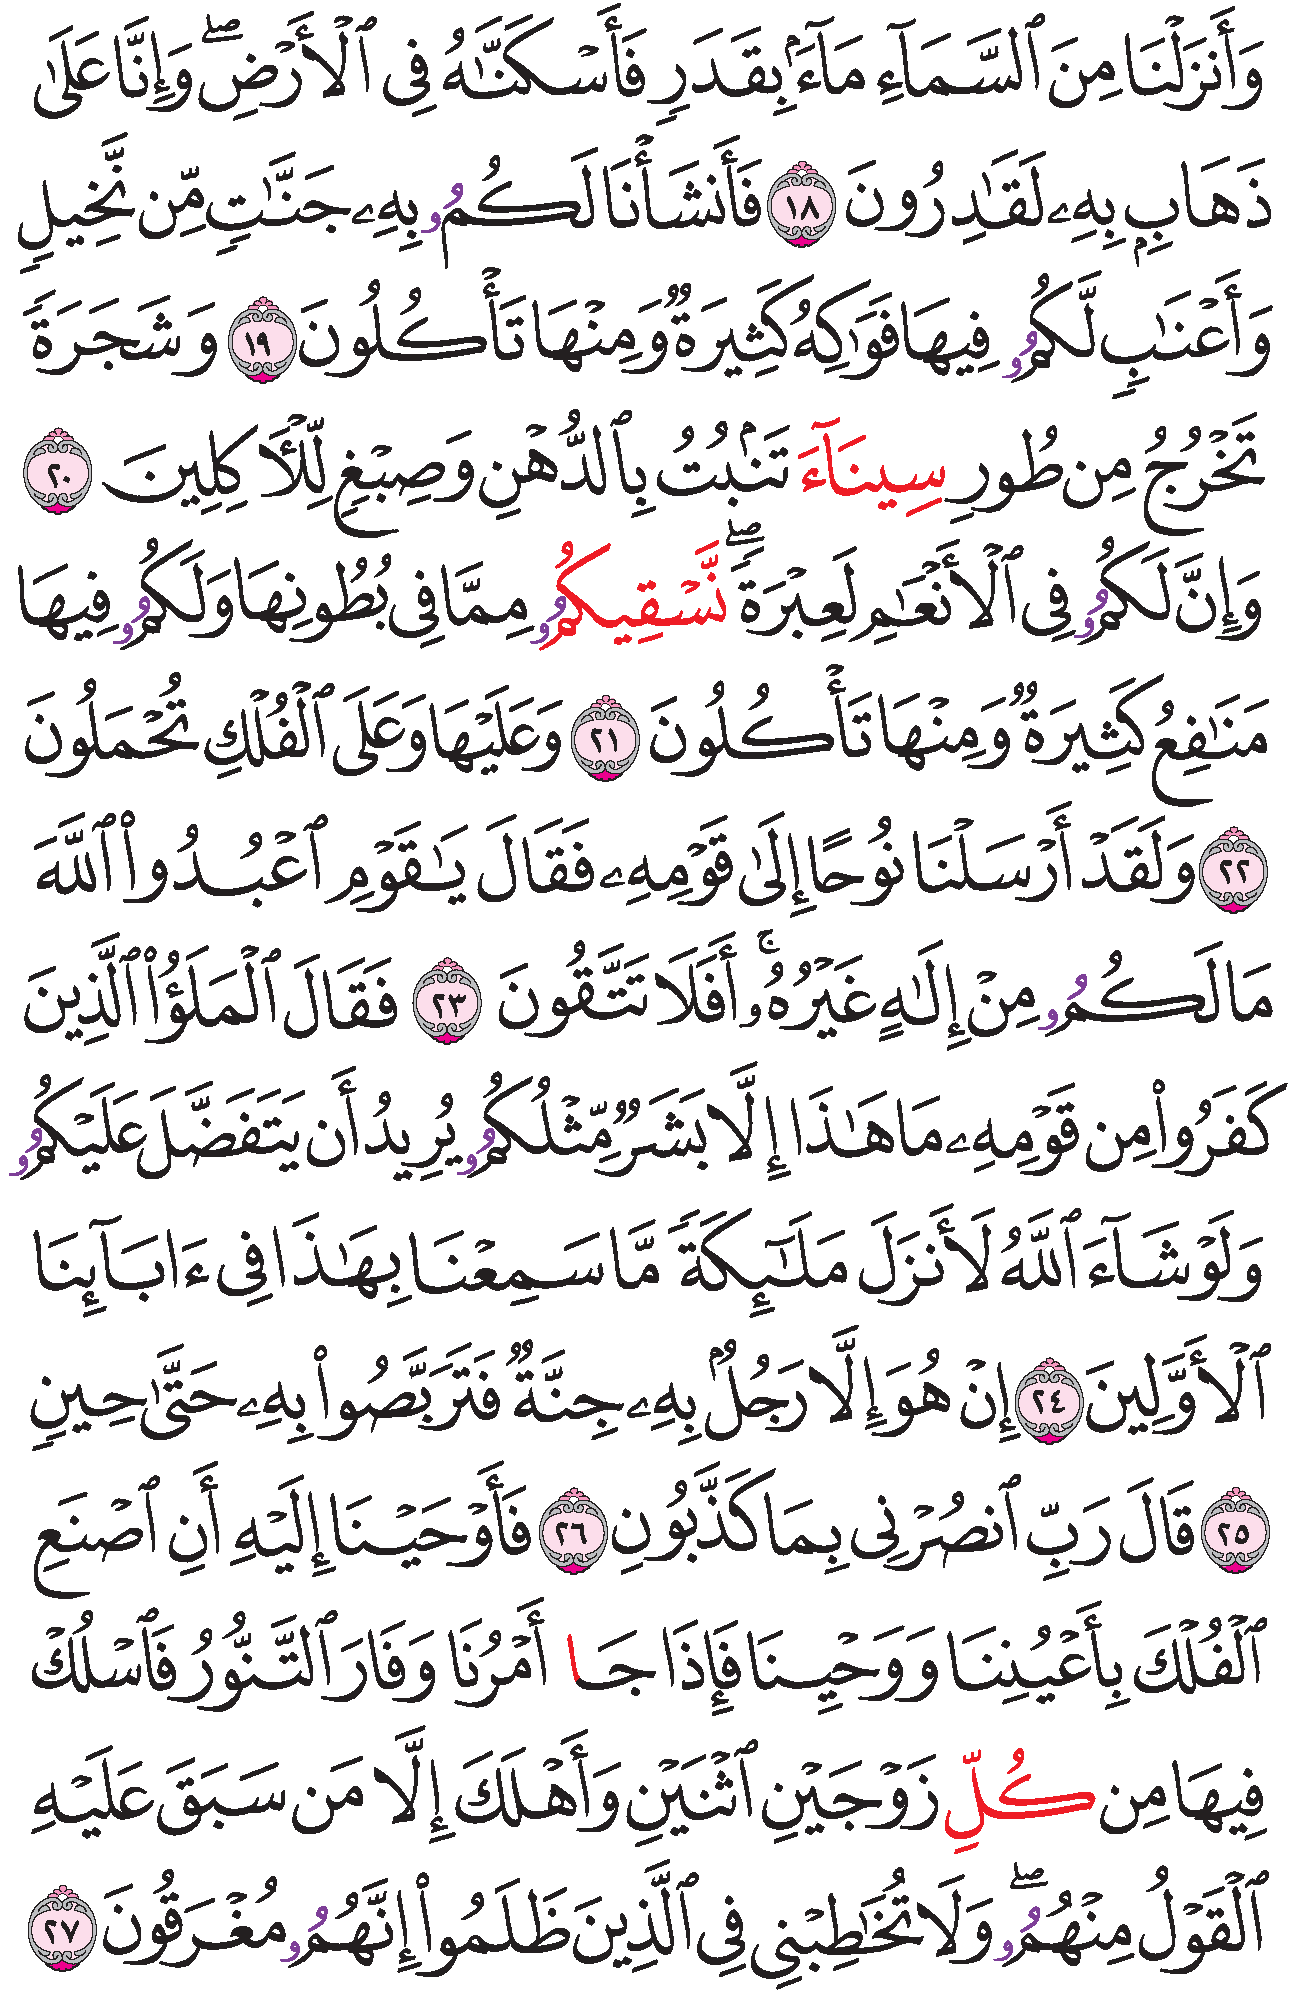 وَأَنزَلْنَا مِنَ ٱلسَّمَآءِ مَآءَۢ بِقَدَرٍ فَأَسْكَنَّٰهُ فِى ٱلْأَرْضِۖ وَإِنَّا عَلَىٰ
ذَهَابِۭ بِهِۦ لَقَٰدِرُونَ ١٨ فَأَنشَأْنَا لَكُمُۥ بِهِۦ جَنَّٰتٍ مِّن نَّخِيلٍ
وَأَعْنَٰبٍ لَّكُمُۥ فِيهَا فَوَٰكِهُ كَثِيرَةٌ وَمِنْهَا تَأْكُلُونَ ١٩ وَشَجَرَةً
تَخْرُجُ مِن طُورِ سِينَآءَ تَنۢبُتُ بِٱلدُّهْنِ وَصِبْغٍ لِّلْأَكِلِينَ ٢٠
وَإِنَّ لَكُمُۥ فِى ٱلْأَنْعَٰمِ لَعِبْرَةًۖ نَّسْقِيكُمُۥ مِمَّا فِى بُطُونِهَا وَلَكُمُۥ فِيهَا
مَنَٰفِعُ كَثِيرَةٌ وَمِنْهَا تَأْكُلُونَ ٢١ وَعَلَيْهَا وَعَلَى ٱلْفُلْكِ تُحْمَلُونَ
٢٢ وَلَقَدْ أَرْسَلْنَا نُوحًا إِلَىٰ قَوْمِهِۦ فَقَالَ يَٰقَوْمِ ٱعْبُدُوا۟ ٱللَّهَ
مَا لَكُمُۥ مِنْ إِلَٰهٍ غَيْرُهُۥٓۚ أَفَلَا تَتَّقُونَ ٢٣ فَقَالَ ٱلْمَلَؤُا۟ ٱلَّذِينَ
كَفَرُوا۟ مِن قَوْمِهِۦ مَا هَٰذَا إِلَّا بَشَرٌ مِّثْلُكُمُۥ يُرِيدُ أَن يَتَفَضَّلَ عَلَيْكُمُۥ
وَلَوْ شَآءَ ٱللَّهُ لَأَنزَلَ مَلَٰٓئِكَةً مَّا سَمِعْنَا بِهَٰذَا فِى ءَابَآئِنَا
ٱلْأَوَّلِينَ ٢٤ إِنْ هُوَ إِلَّا رَجُلُۢ بِهِۦ جِنَّةٌ فَتَرَبَّصُوا۟ بِهِۦ حَتَّىٰ حِينٍ
٢٥ قَالَ رَبِّ ٱنصُرْنِى بِمَا كَذَّبُونِ ٢٦ فَأَوْحَيْنَا إِلَيْهِ أَنِ ٱصْنَعِ
ٱلْفُلْكَ بِأَعْيُنِنَا وَوَحْيِنَا فَإِذَا جَا أَمْرُنَا وَفَارَ ٱلتَّنُّورُ فَٱسْلُكْ
فِيهَا مِن كُلِّ زَوْجَيْنِ ٱثْنَيْنِ وَأَهْلَكَ إِلَّا مَن سَبَقَ عَلَيْهِ
ٱلْقَوْلُ مِنْهُمُۥۖ وَلَا تُخَٰطِبْنِى فِى ٱلَّذِينَ ظَلَمُوا۟ إِنَّهُمُۥ مُغْرَقُونَ ٢٧